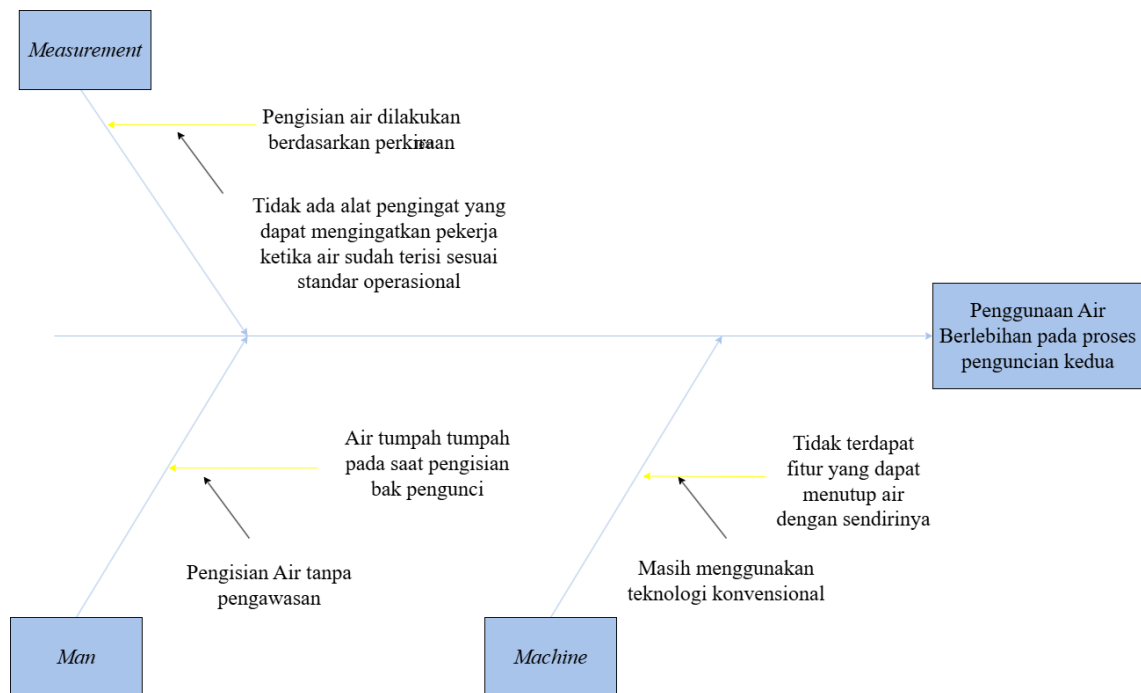 Measurement
Pengisian air dilakukan
berdasarkan perkiraan
Tidak ada alat pengingat yang
dapat mengingatkan pekerja
ketika air sudah terisi sesuai
standar operasional
Penggunaan Air
Berlebihan pada proses
penguncian kedua
Air tumpah tumpah
pada saat pengisian
bak pengunci
Tidak terdapat
fitur yang dapat
menutup air
dengan sendirinya
Pengisian Air tanpa
pengawasan
Masih menggunakan
teknologi konvensional
Man
Machine